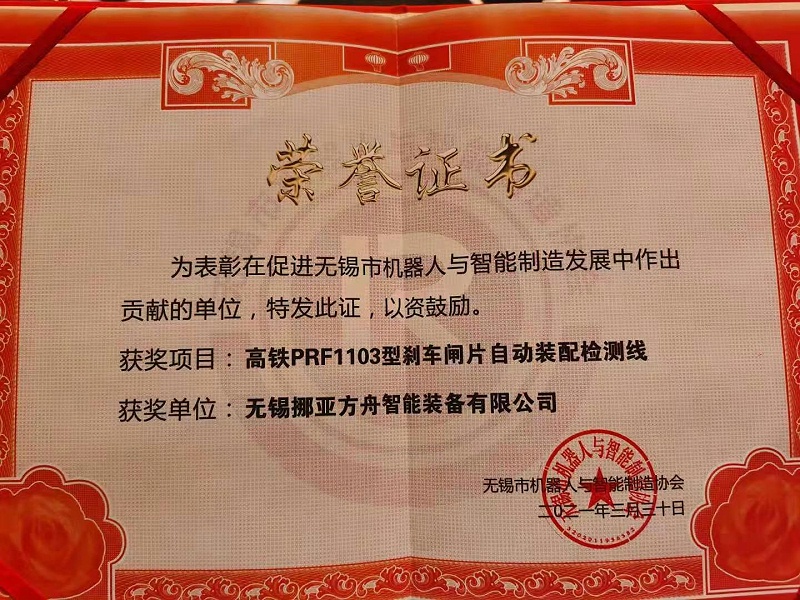 荣誉证书
为表彰在促进无锡市机器人与智能制造发展中作出
贡献的单位，特发此证，以资鼓励。
获奖项目：高铁PRF1103型刹车闸片自动装配检测线
获奖单位：无锡挪亚方舟智能装备有限公司
无锡市机器人与智能制造协会
二〇二一年三月三十日